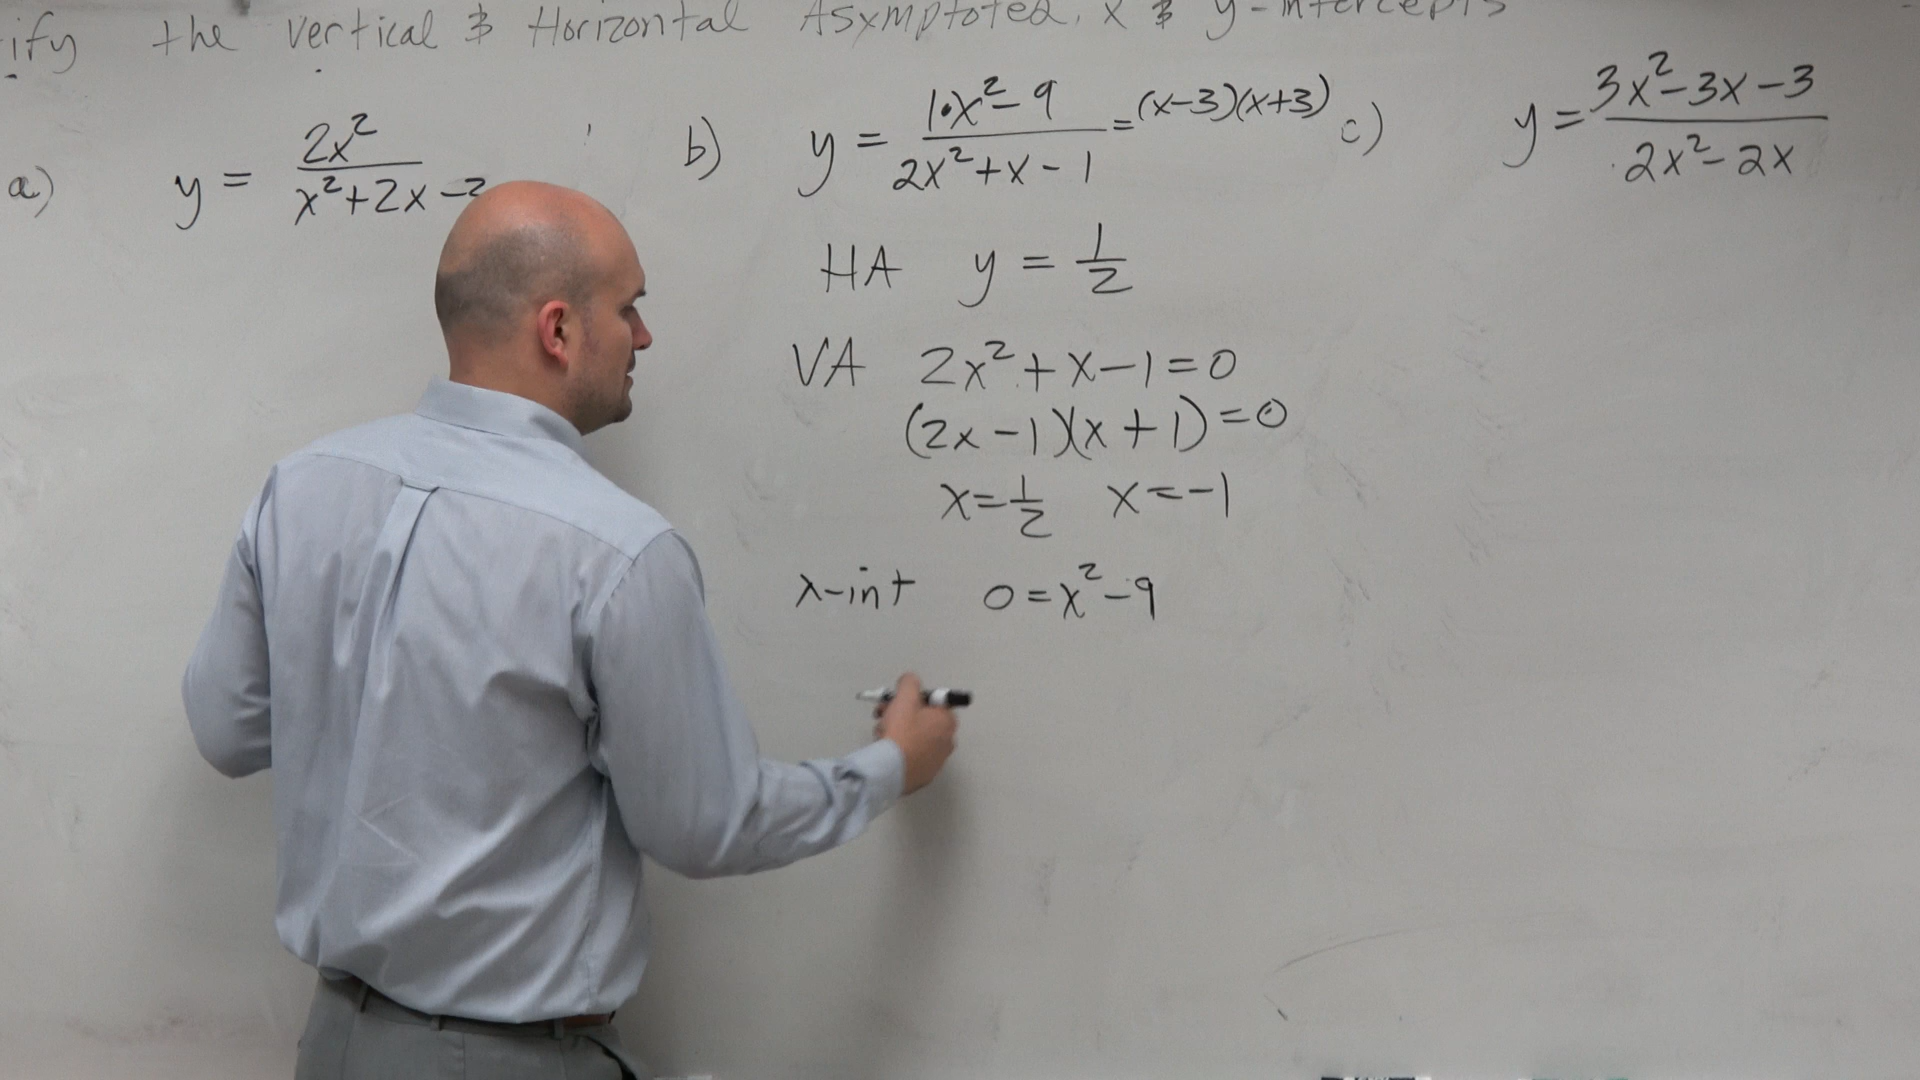 ify the vertical & Horizontal Asymptotes, x & y-intercepts
a) y = 2x²/(x²+2x-2
b) y = (1·x²-9)/(2x²+x-1) = (x-3)(x+3)
HA y = 1/2
VA 2x²+x-1=0
(2x-1)(x+1)=0
x=1/2 x=-1
x-int 0=x²-9
c) y = (3x²-3x-3)/(2x²-2x)